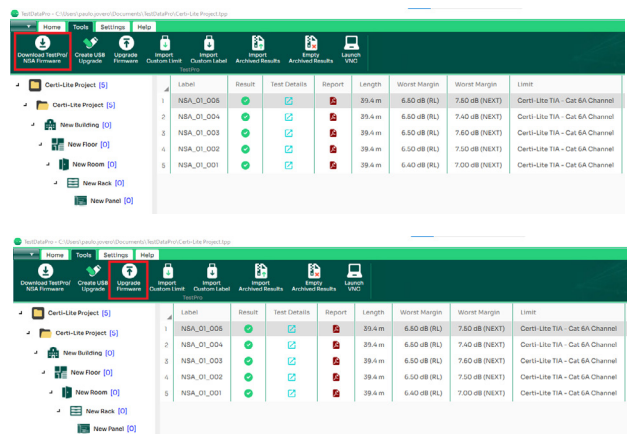 TestDataPro - C:\Users\paolo.jovero\Documents\TestDataPro\Certi-Lite Project.tpp
Home Tools Settings Help
Download TestPro/ NSA Firmware
Create USB Upgrade
Upgrade Firmware
Import Custom Limit
Import Custom Label
Import Archived Results
Empty Archived Results
Launch VNC
TestPro
Certi-Lite Project [5]
Certi-Lite Project [5]
New Building [0]
New Floor [0]
New Room [0]
New Rack [0]
New Panel [0]
Label Result Test Details Report Length Worst Margin Worst Margin Limit
1 NSA_01_005 39.4 m 6.50 dB (RL) 7.50 dB (NEXT) Certi-Lite TIA - Cat 6A Channel
2 NSA_01_004 39.4 m 6.60 dB (RL) 7.40 dB (NEXT) Certi-Lite TIA - Cat 6A Channel
3 NSA_01_003 39.4 m 6.50 dB (RL) 7.60 dB (NEXT) Certi-Lite TIA - Cat 6A Channel
4 NSA_01_002 39.4 m 6.50 dB (RL) 7.50 dB (NEXT) Certi-Lite TIA - Cat 6A Channel
5 NSA_01_001 39.4 m 6.40 dB (RL) 7.00 dB (NEXT) Certi-Lite TIA - Cat 6A Channel
TestDataPro - C:\Users\paolo.jovero\Documents\TestDataPro\Certi-Lite Project.tpp
Home Tools Settings Help
Download TestPro/ NSA Firmware
Create USB Upgrade
Upgrade Firmware
Import Custom Limit
Import Custom Label
Import Archived Results
Empty Archived Results
Launch VNC
TestPro
Certi-Lite Project [5]
Certi-Lite Project [5]
New Building [0]
New Floor [0]
New Room [0]
New Rack [0]
New Panel [0]
Label Result Test Details Report Length Worst Margin Worst Margin Limit
1 NSA_01_005 39.4 m 6.50 dB (RL) 7.50 dB (NEXT) Certi-Lite TIA - Cat 6A Channel
2 NSA_01_004 39.4 m 6.60 dB (RL) 7.40 dB (NEXT) Certi-Lite TIA - Cat 6A Channel
3 NSA_01_003 39.4 m 6.50 dB (RL) 7.60 dB (NEXT) Certi-Lite TIA - Cat 6A Channel
4 NSA_01_002 39.4 m 6.50 dB (RL) 7.50 dB (NEXT) Certi-Lite TIA - Cat 6A Channel
5 NSA_01_001 39.4 m 6.40 dB (RL) 7.00 dB (NEXT) Certi-Lite TIA - Cat 6A Channel